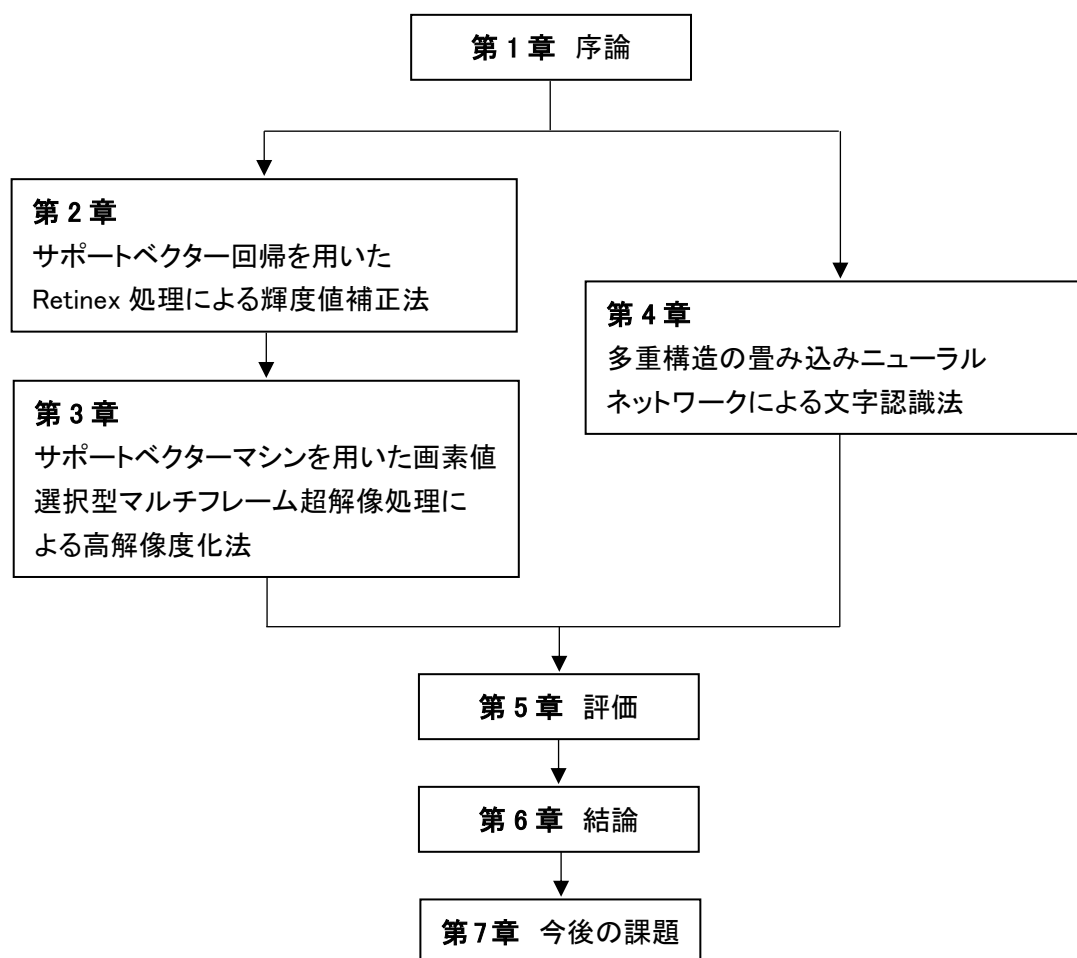 第1章 序論
第2章
サポートベクター回帰を用いた
Retinex 処理による輝度値補正法
第3章
サポートベクターマシンを用いた画素値
選択型マルチフレーム超解像処理に
よる高解像度化法
第4章
多重構造の畳み込みニューラル
ネットワークによる文字認識法
第5章 評価
第6章 結論
第7章 今後の課題